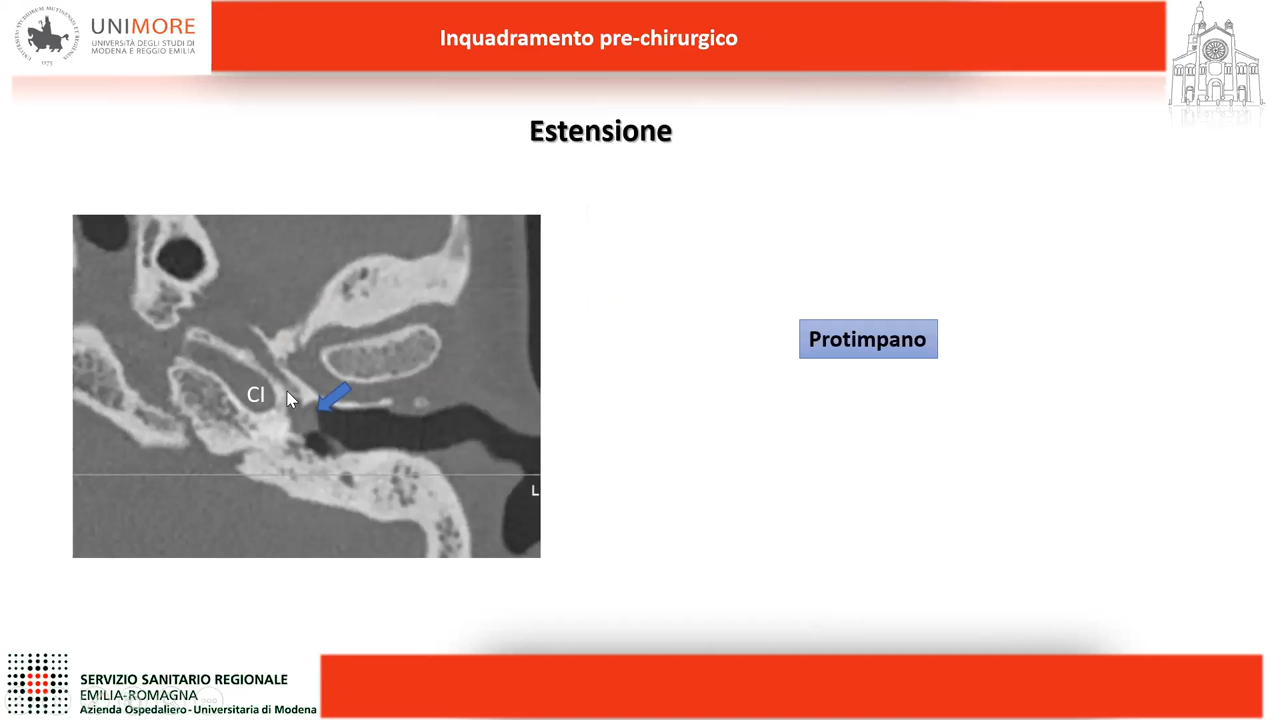 UNIMORE
UNIVERSITÀ DEGLI STUDI DI
MODENA E REGGIO EMILIA
1175
Inquadramento pre-chirurgico
Estensione
CI
L
Protimpano
SERVIZIO SANITARIO REGIONALE
EMILIA-ROMAGNA
Azienda Ospedaliero - Universitaria di Modena